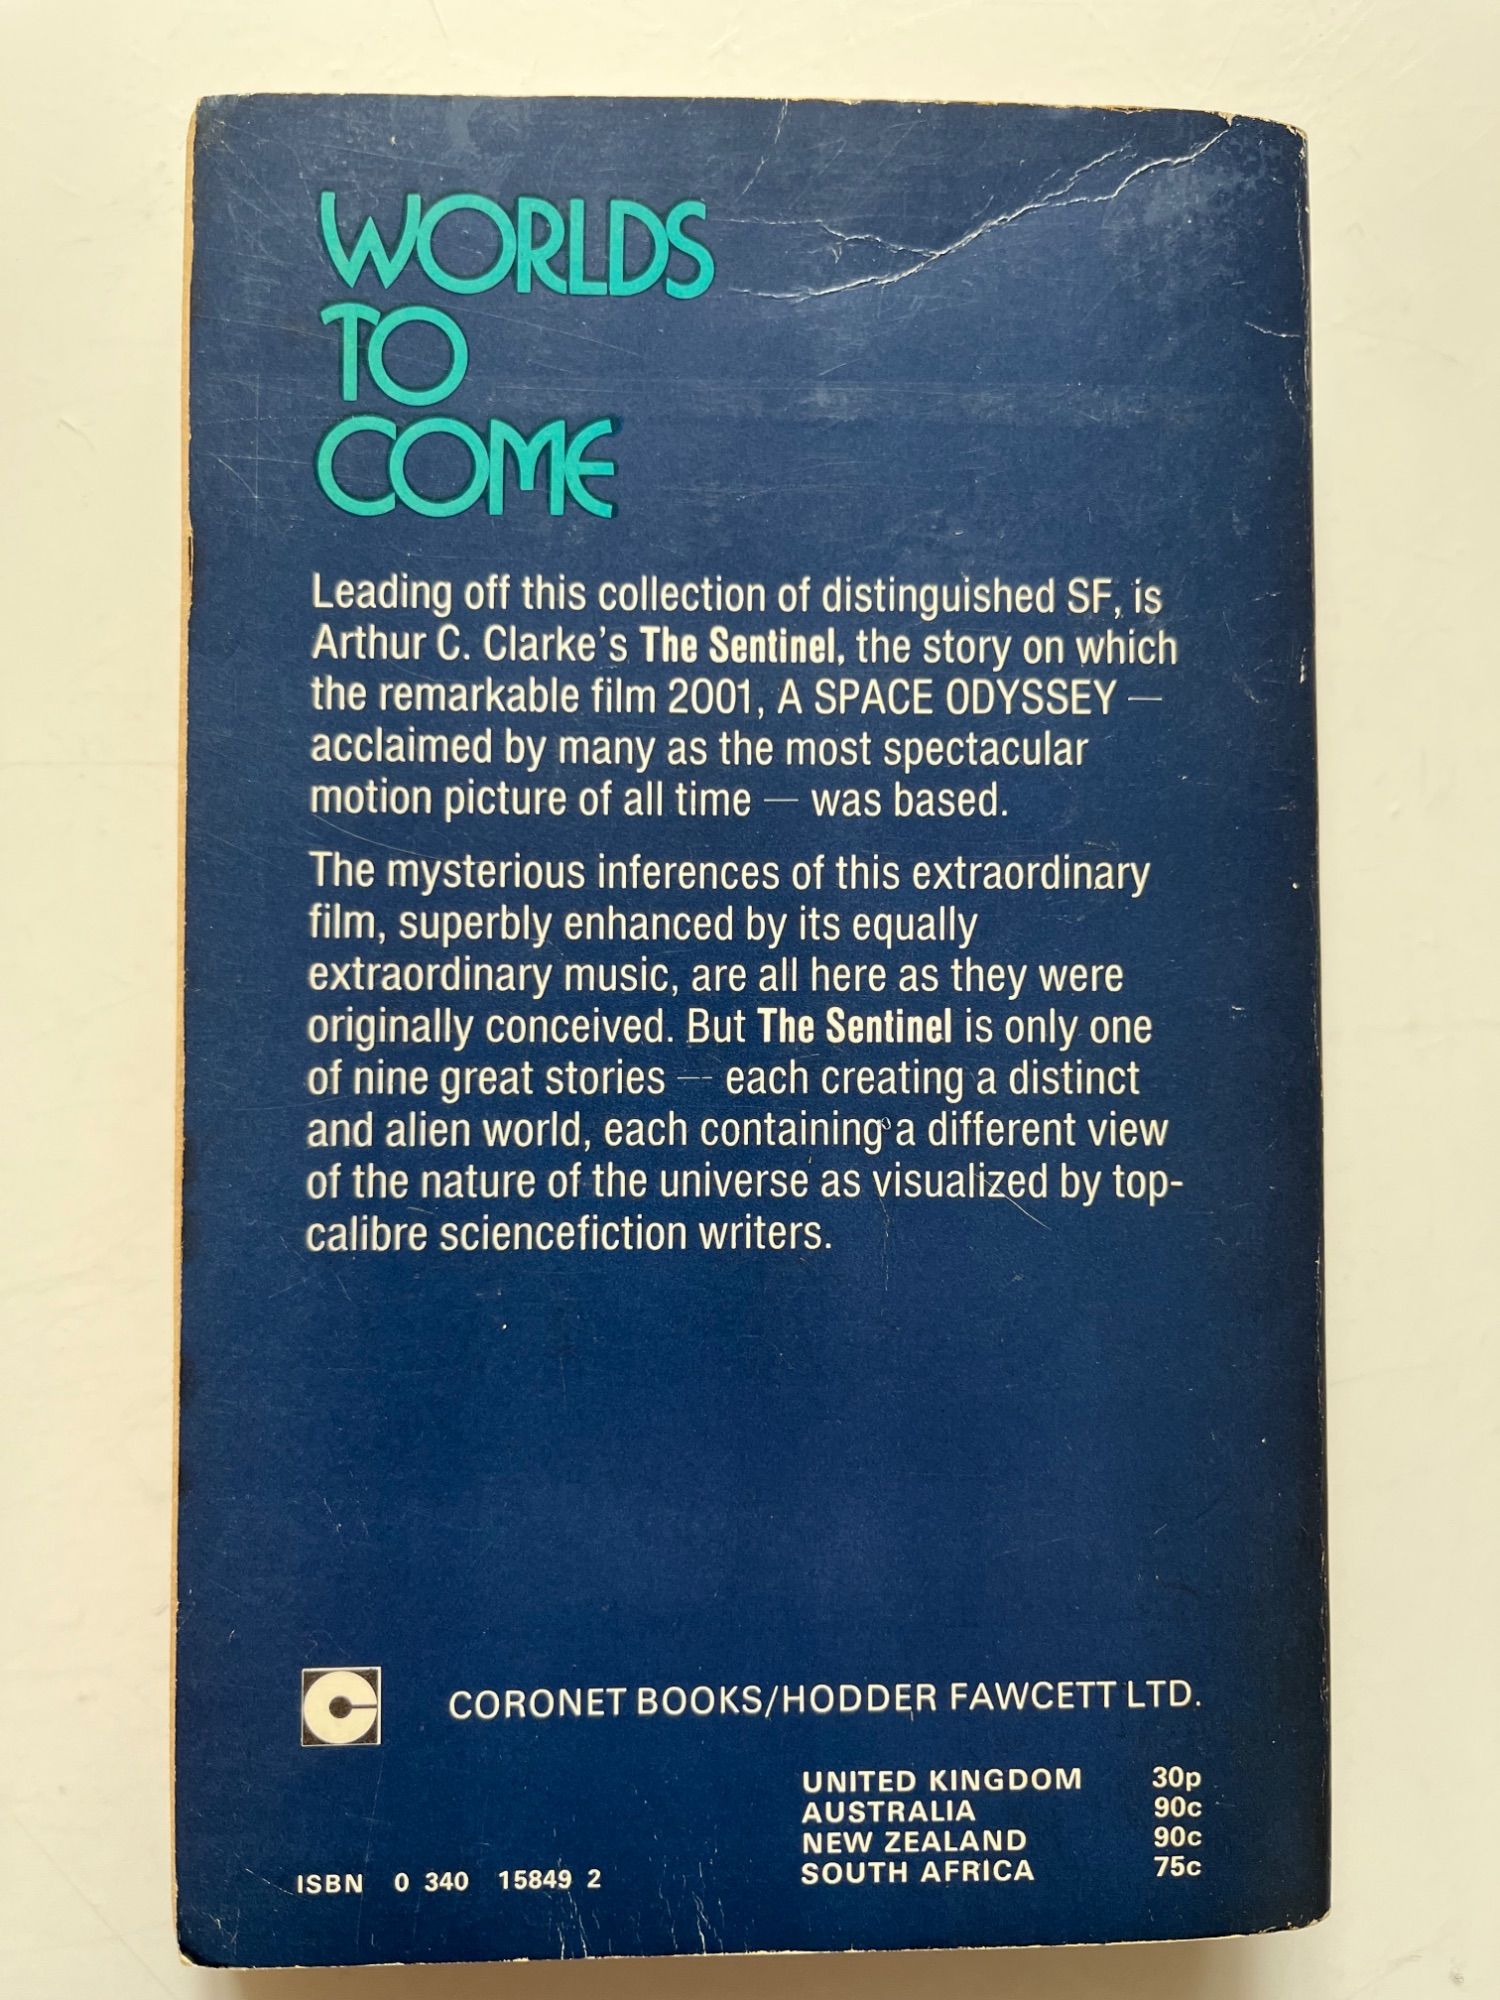 WORLDS
TO
COME
Leading off this collection of distinguished SF, is
Arthur C. Clarke's The Sentinel, the story on which
the remarkable film 2001, A SPACE ODYSSEY —
acclaimed by many as the most spectacular
motion picture of all time — was based.
The mysterious inferences of this extraordinary
film, superbly enhanced by its equally
extraordinary music, are all here as they were
originally conceived. But The Sentinel is only one
of nine great stories — each creating a distinct
and alien world, each containing a different view
of the nature of the universe as visualized by top-
calibre sciencefiction writers.
CORONET BOOKS/HODDER FAWCETT LTD.
UNITED KINGDOM 30p
AUSTRALIA 90c
NEW ZEALAND 90c
SOUTH AFRICA 75c
ISBN 0 340 15849 2